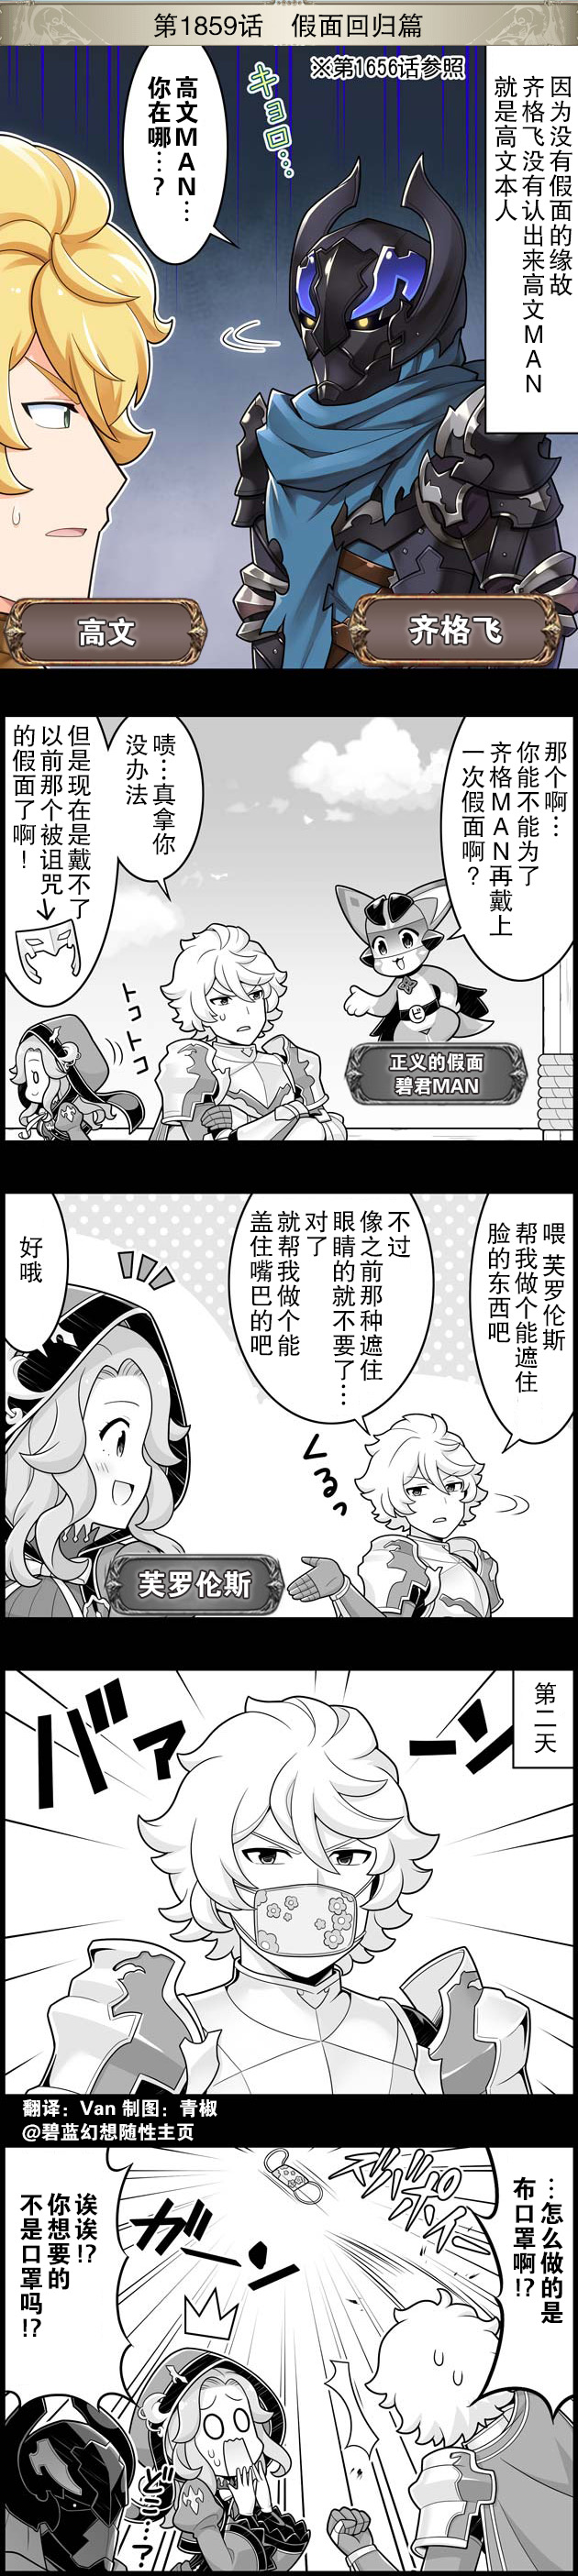 第1859话　假面回归篇
※第1656话参照
因为没有假面的缘故
齐格飞没有认出来高文MAN
就是高文本人
キョロ…
高文MAN…
你在哪…?
高文
齐格飞
那个啊…
你能不能为了
齐格MAN再戴上
一次假面啊?
啧…真拿你
没办法
但是现在是戴不了
以前那个被诅咒
的假面了啊!
トコトコ
ビ
正义的假面
碧君MAN
喂 芙罗伦斯
帮我做个能遮住
脸的东西吧
不过
像之前那种遮住
眼睛的就不要了…
对了
就帮我做个能
盖住嘴巴的吧
くるっ
好哦
芙罗伦斯
第二天
バァーン
翻译：Van 制图：青椒
@碧蓝幻想随性主页
…怎么做的是
布口罩啊!?
ズバポイッ
ガーン
诶诶!?
你想要的
不是口罩吗!?
どこ…?